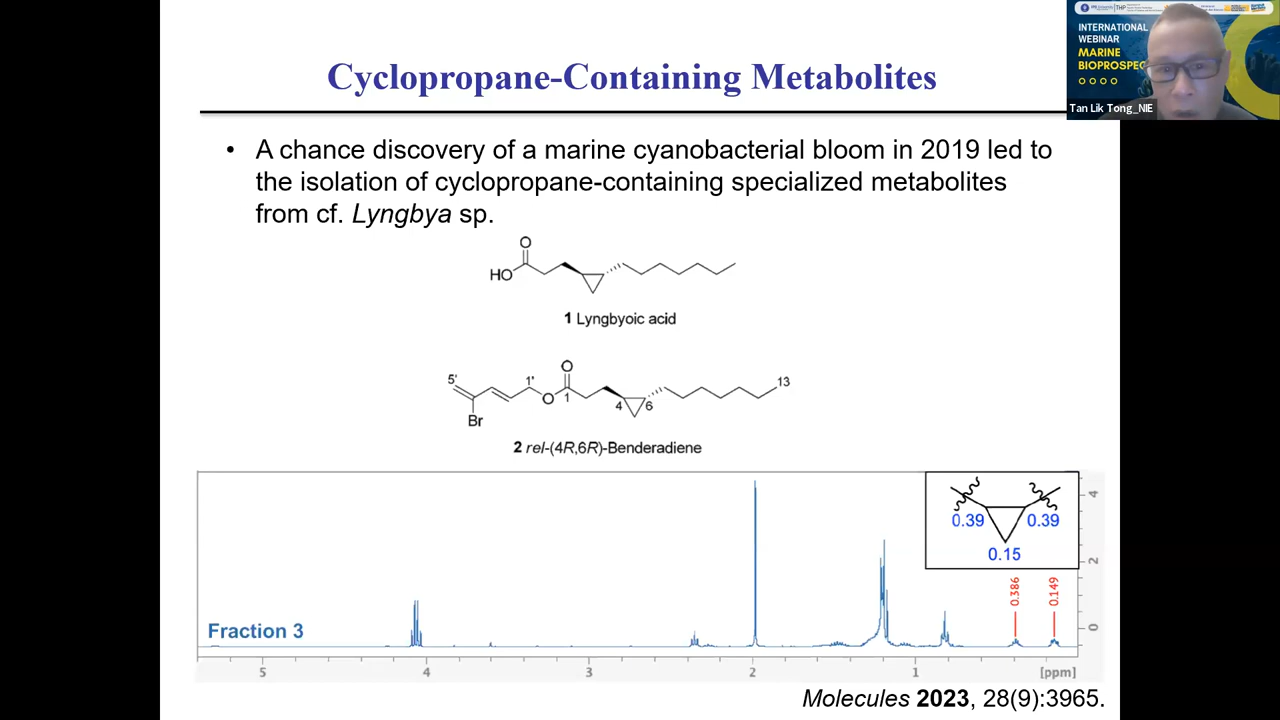 Cyclopropane-Containing Metabolites
INTERNATIONAL
WEBINAR
MARINE
BIOPROSPEC
Tan Lik Tong_NIE
• A chance discovery of a marine cyanobacterial bloom in 2019 led to
the isolation of cyclopropane-containing specialized metabolites
from cf. Lyngbya sp.
O
HO
1 Lyngbyoic acid
5' 1' O 13
O 1 4 6
Br
2 rel-(4R,6R)-Benderadiene
0.39 0.39
0.15
0.386 0.149
4
2
0
Fraction 3
5 4 3 2 1 [ppm]
Molecules 2023, 28(9):3965.